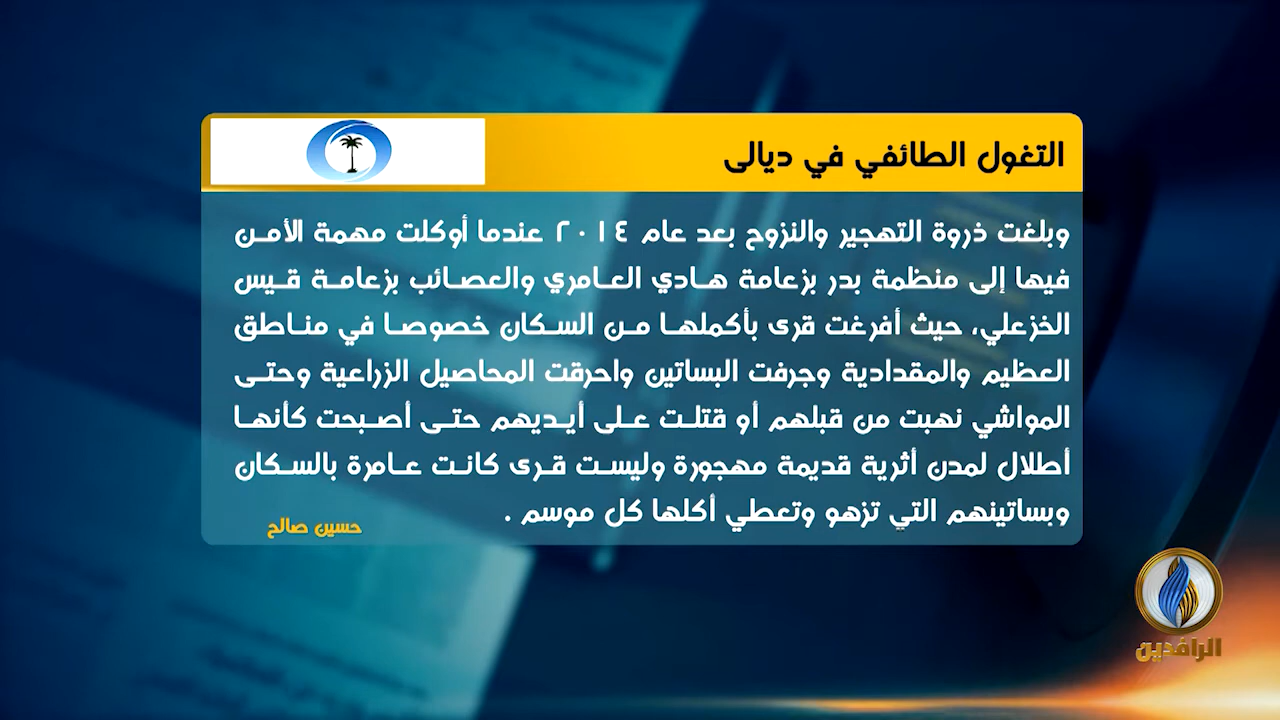 التغول الطائفي في ديالى
وبلغت ذروة التهجير والنزوح بعد عام ٢٠١٤ عندما أوكلت مهمة الأمن
فيها إلى منظمة بدر بزعامة هادي العامري والعصائب بزعامة قيس
الخزعلي، حيث أفرغت قرى بأكملها من السكان خصوصا في مناطق
العظيم والمقدادية وجرفت البساتين واحرقت المحاصيل الزراعية وحتى
المواشي نهبت من قبلهم أو قتلت على أيديهم حتى أصبحت كأنها
أطلال لمدن أثرية قديمة مهجورة وليست قرى كانت عامرة بالسكان
وبساتينهم التي تزهو وتعطي أكلها كل موسم .
حسين صالح
الرافدين